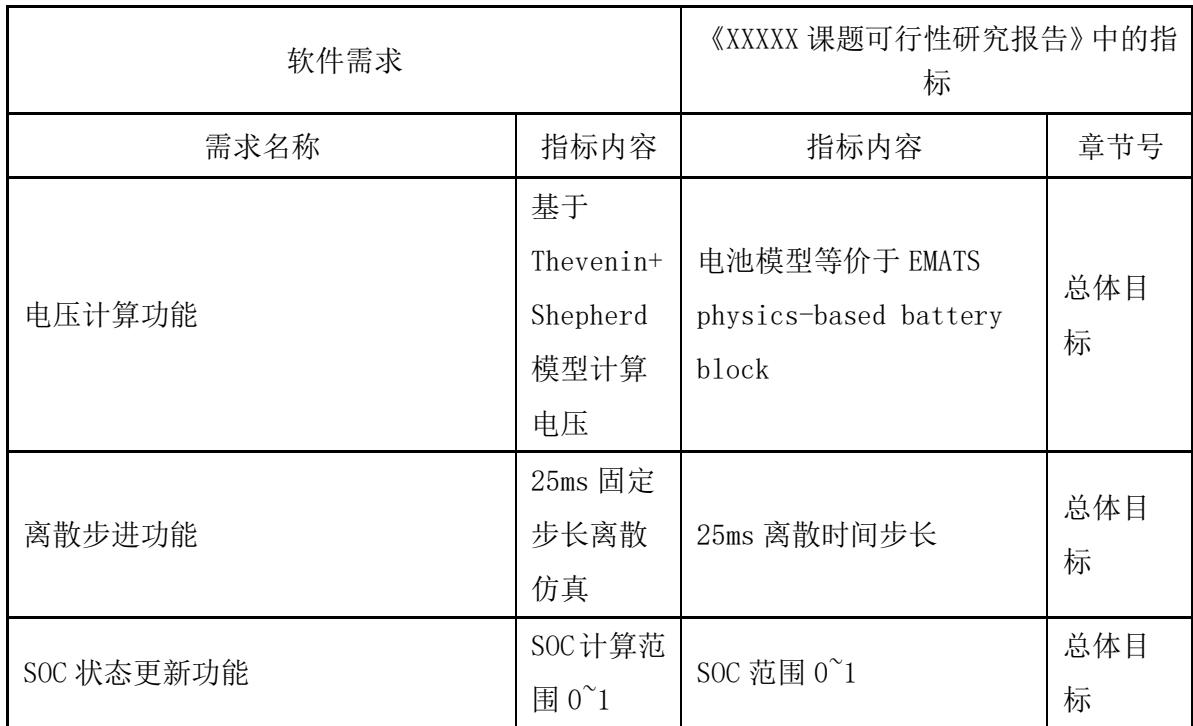 软件需求
《XXXXX 课题可行性研究报告》中的指
标
需求名称
指标内容
指标内容
章节号
电压计算功能
基于
Thevenin+
Shepherd
模型计算
电压
电池模型等价于 EMATS
physics-based battery
block
总体目
标
离散步进功能
25ms 固定
步长离散
仿真
25ms 离散时间步长
总体目
标
SOC 状态更新功能
SOC 计算范
围 0~1
SOC 范围 0~1
总体目
标